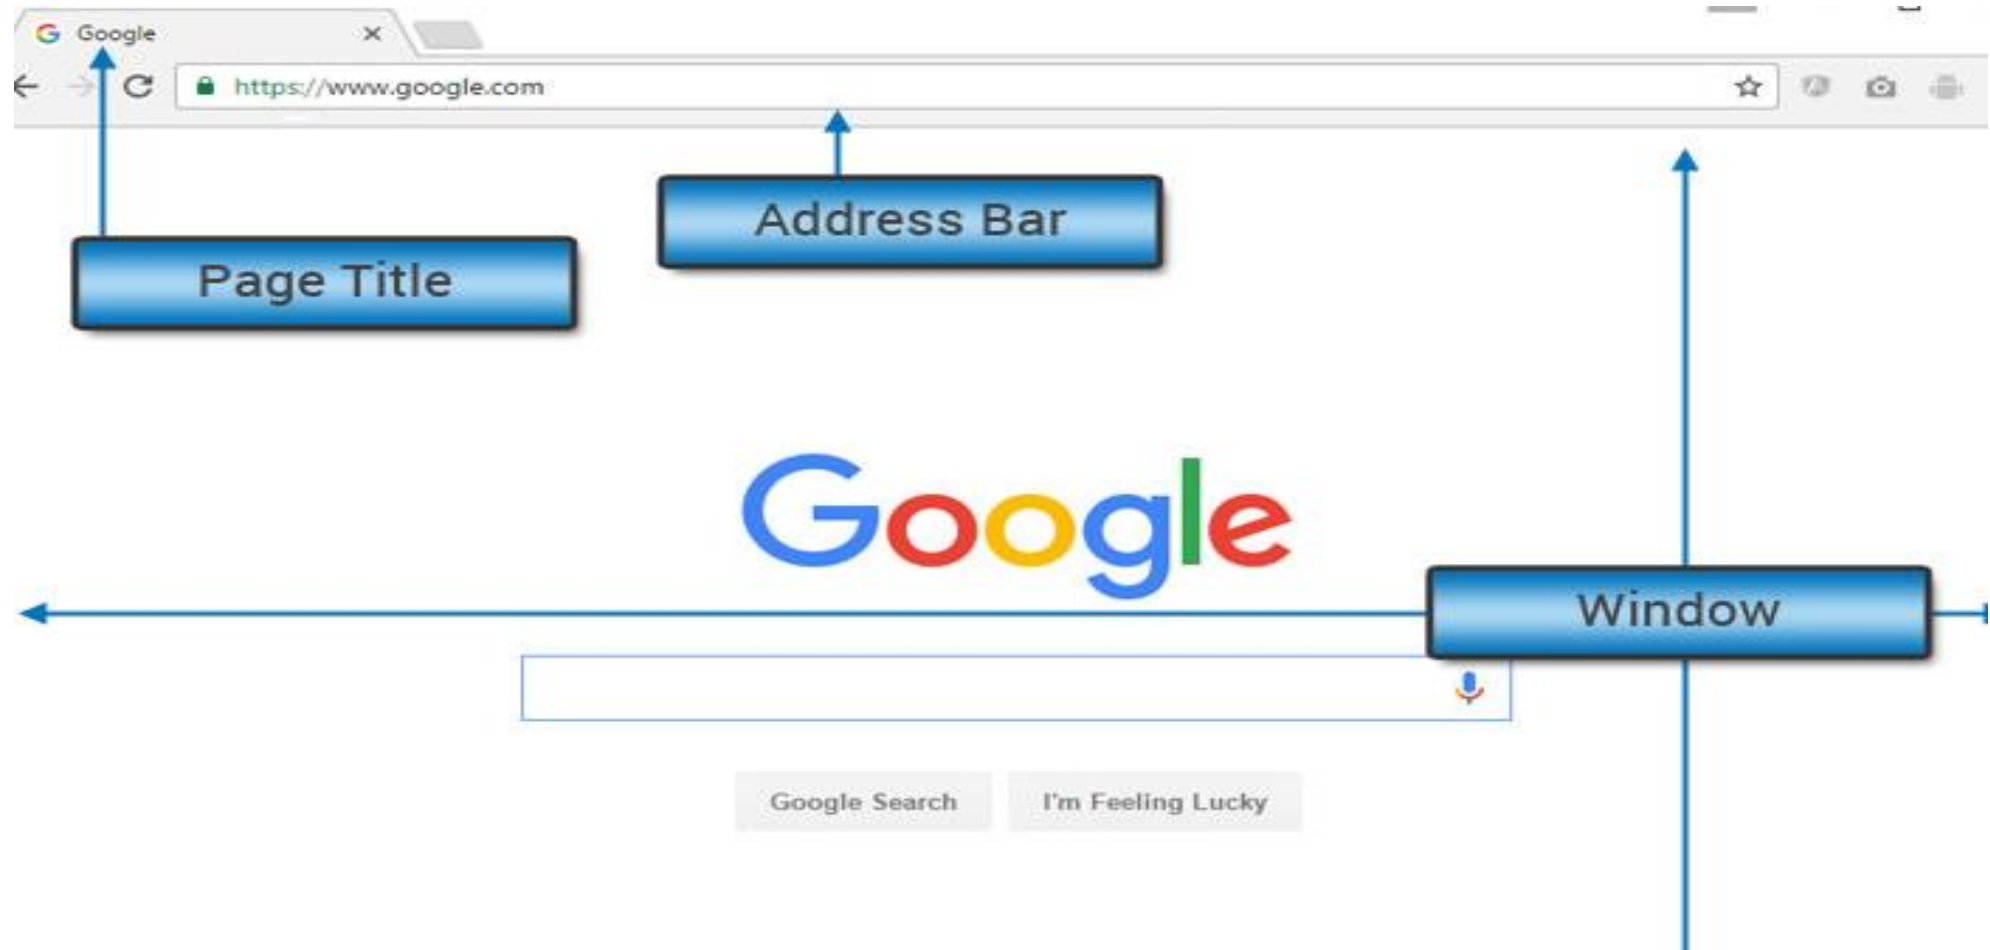 Google
https://www.google.com
Address Bar
Page Title
Google
Window
Google Search
I'm Feeling Lucky